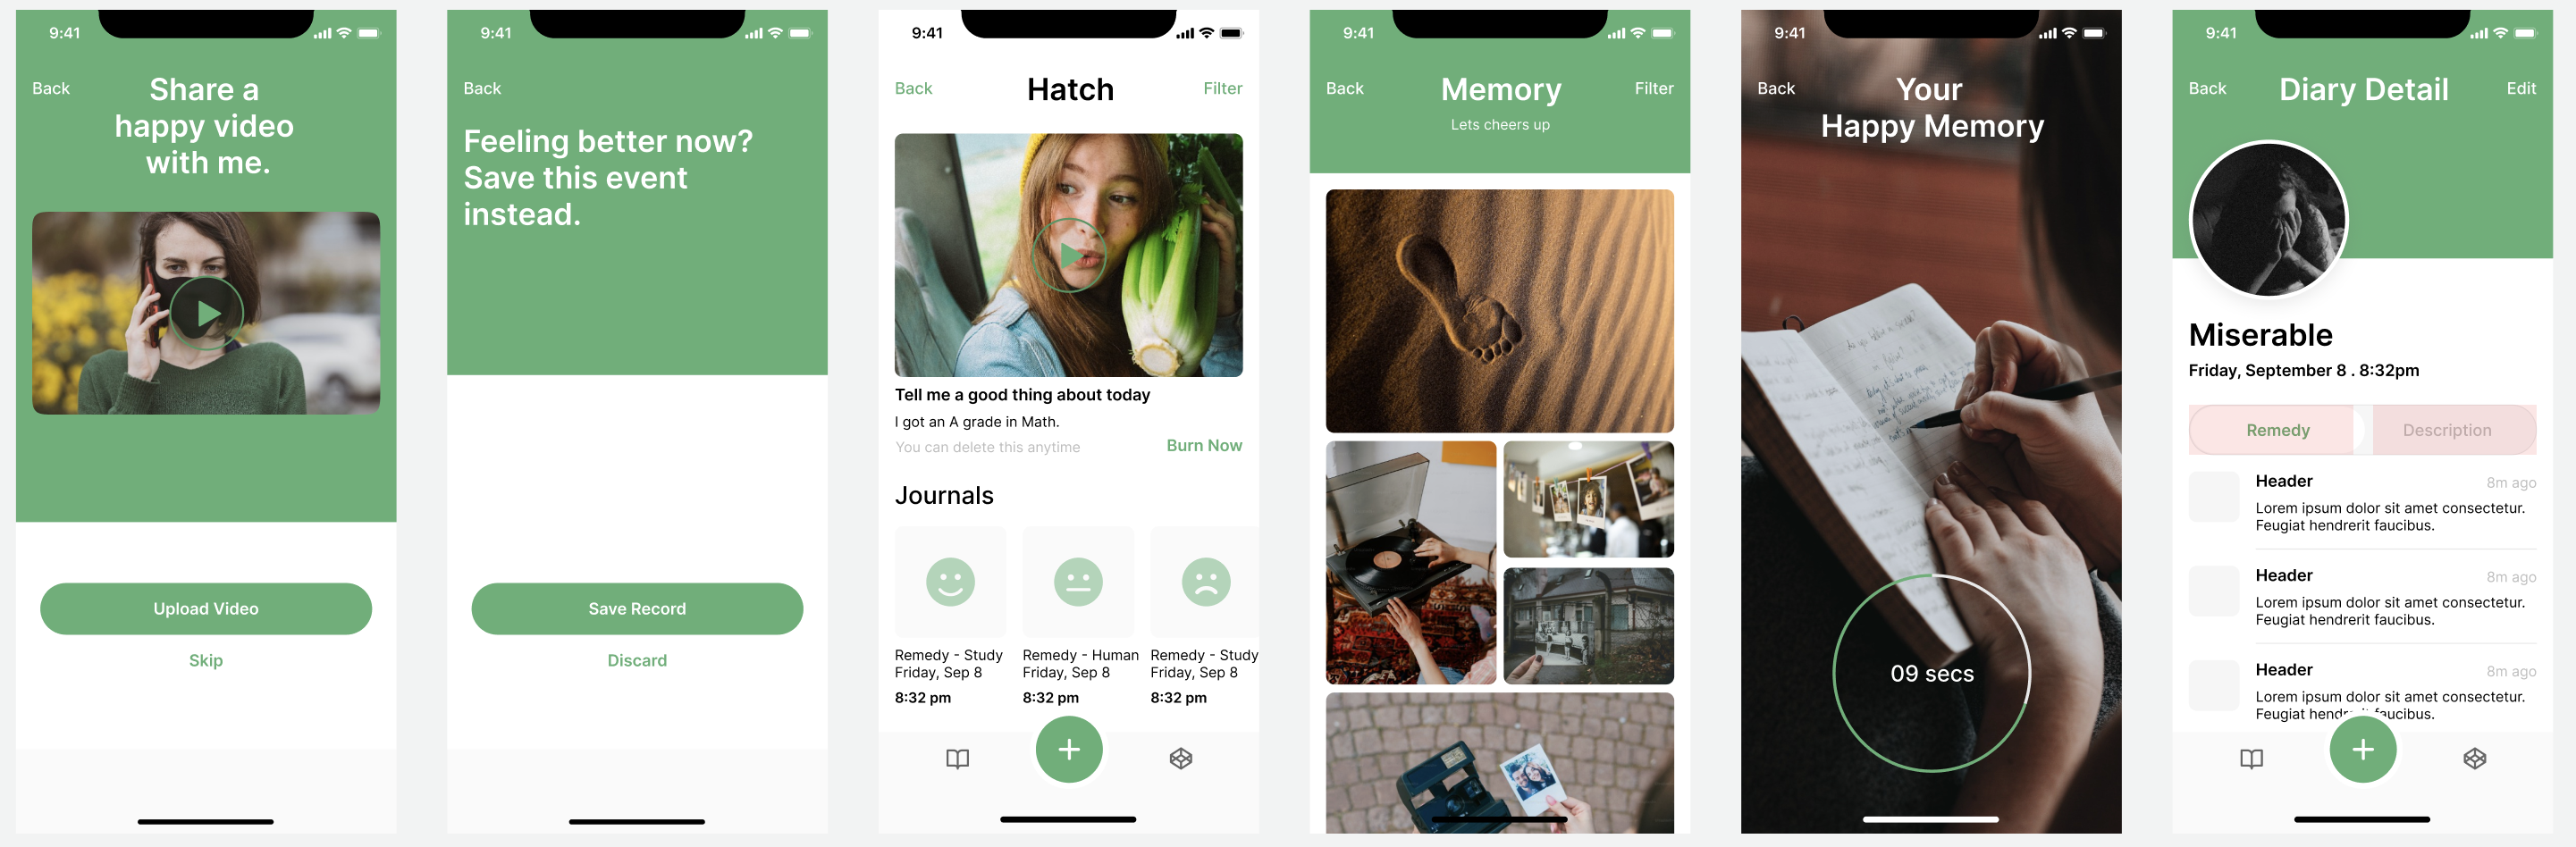 9:41
Back
Share a
happy video
with me.
Upload Video
Skip
9:41
Back
Feeling better now?
Save this event
instead.
Save Record
Discard
9:41
Back
Hatch
Filter
Tell me a good thing about today
I got an A grade in Math.
You can delete this anytime
Burn Now
Journals
Remedy - Study
Friday, Sep 8
8:32 pm
Remedy - Human
Friday, Sep 8
8:32 pm
Remedy - Study
Friday, Sep 8
8:32 pm
9:41
Back
Memory
Filter
Lets cheers up
9:41
Back
Your
Happy Memory
09 secs
9:41
Back
Diary Detail
Edit
Miserable
Friday, September 8 . 8:32pm
Remedy
Description
Header
8m ago
Lorem ipsum dolor sit amet consectetur.
Feugiat hendrerit faucibus.
Header
8m ago
Lorem ipsum dolor sit amet consectetur.
Feugiat hendrerit faucibus.
Header
8m ago
Lorem ipsum dolor sit amet consectetur.
Feugiat hendrerit faucibus.